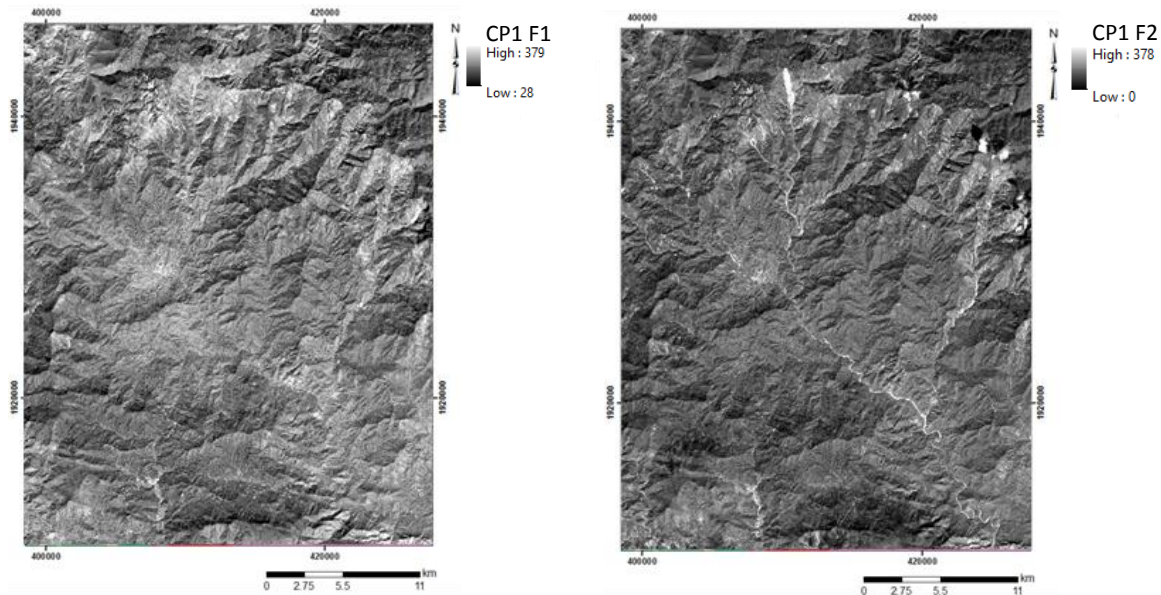 400000 420000
N
CP1 F1
High : 379
Low : 28
1940000 1940000
1920000 1920000
400000 420000
km
0 2.75 5.5 11
400000 420000
N
CP1 F2
High : 378
Low : 0
1940000 1940000
1920000 1920000
400000 420000
km
0 2.75 5.5 11